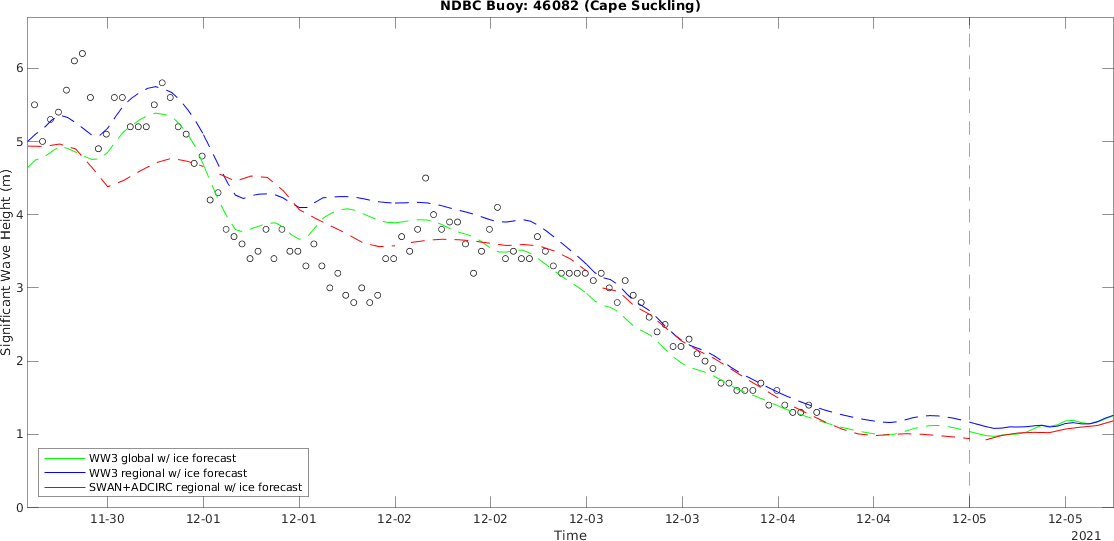 NDBC Buoy: 46082 (Cape Suckling)
Significant Wave Height (m)
6
5
4
3
2
1
0
WW3 global w/ ice forecast
WW3 regional w/ ice forecast
SWAN+ADCIRC regional w/ ice forecast
11-30 12-01 12-01 12-02 12-02 12-03 12-03 12-04 12-04 12-05 12-05
Time
2021